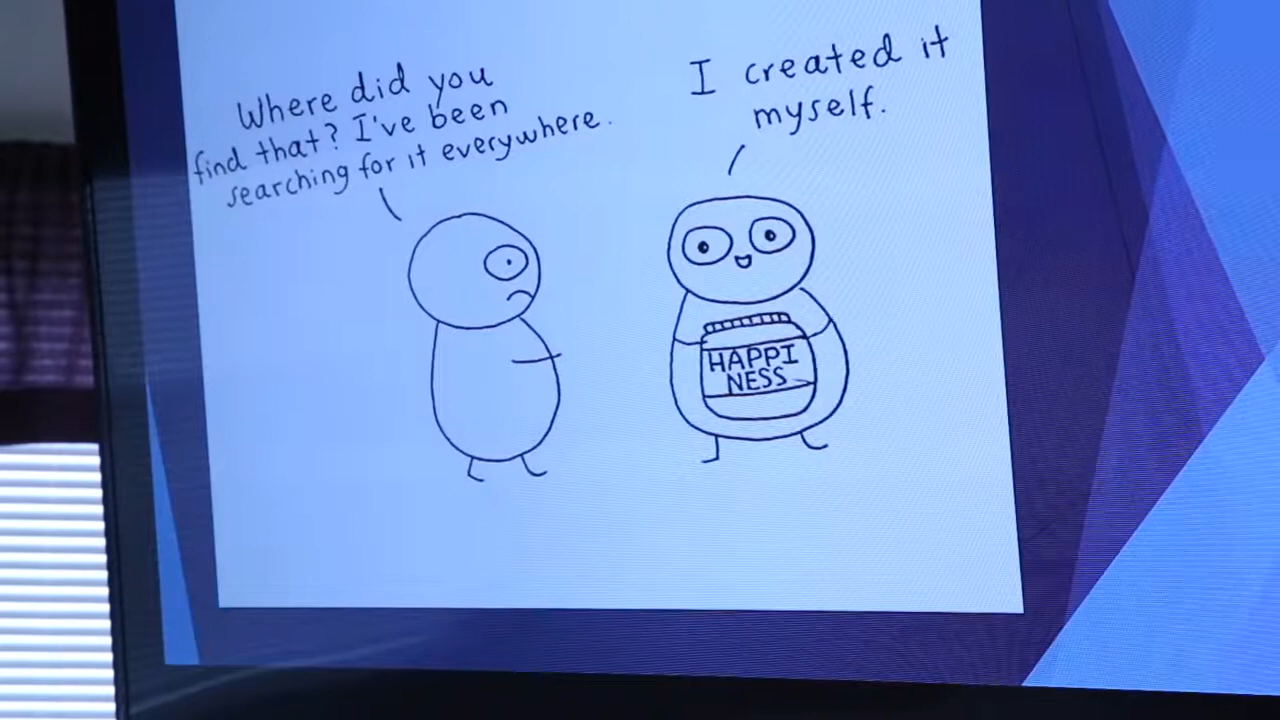 Where did you
find that? I've been
searching for it everywhere.
I created it
myself.
HAPPI
NESS